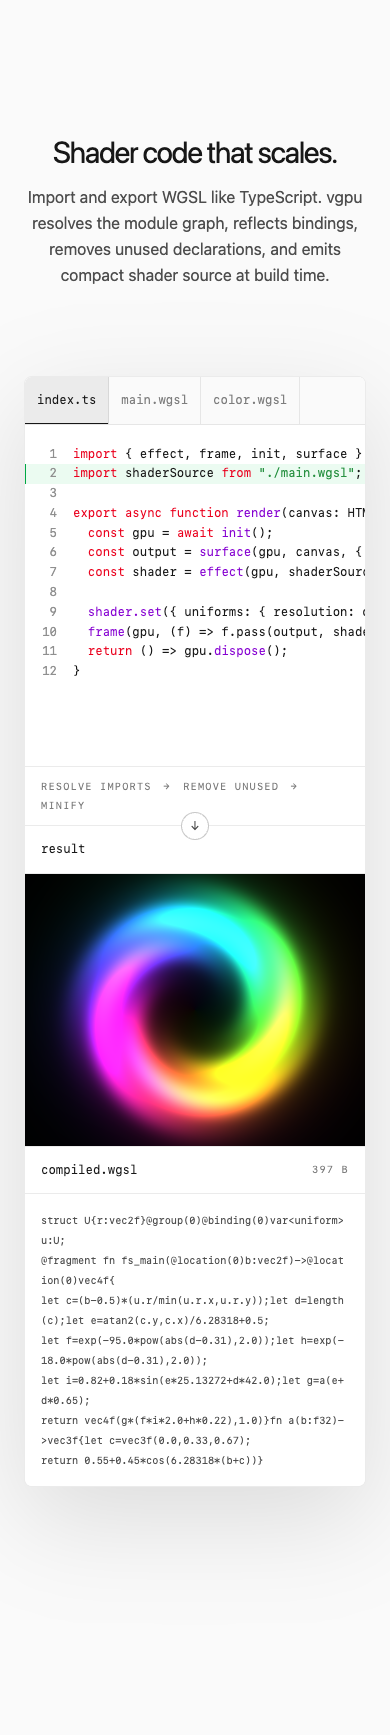 Shader code that scales.
Import and export WGSL like TypeScript. vgpu
resolves the module graph, reflects bindings,
removes unused declarations, and emits
compact shader source at build time.
index.ts main.wgsl color.wgsl
1 import { effect, frame, init, surface }
2 import shaderSource from "./main.wgsl";
3
4 export async function render(canvas: HTM
5 const gpu = await init();
6 const output = surface(gpu, canvas, {
7 const shader = effect(gpu, shaderSourc
8
9 shader.set({ uniforms: { resolution: o
10 frame(gpu, (f) => f.pass(output, shade
11 return () => gpu.dispose();
12 }
RESOLVE IMPORTS → REMOVE UNUSED →
MINIFY
↓
result
compiled.wgsl 397 B
struct U{r:vec2f}@group(0)@binding(0)var<uniform>
u:U;
@fragment fn fs_main(@location(0)b:vec2f)->@locat
ion(0)vec4f{
let c=(b-0.5)*(u.r/min(u.r.x,u.r.y));let d=length
(c);let e=atan2(c.y,c.x)/6.28318+0.5;
let f=exp(-95.0*pow(abs(d-0.31),2.0));let h=exp(-
18.0*pow(abs(d-0.31),2.0));
let i=0.82+0.18*sin(e*25.13272+d*42.0);let g=a(e+
d*0.65);
return vec4f(g*(f*i*2.0+h*0.22),1.0)}fn a(b:f32)-
>vec3f{let c=vec3f(0.0,0.33,0.67);
return 0.55+0.45*cos(6.28318*(b+c))}